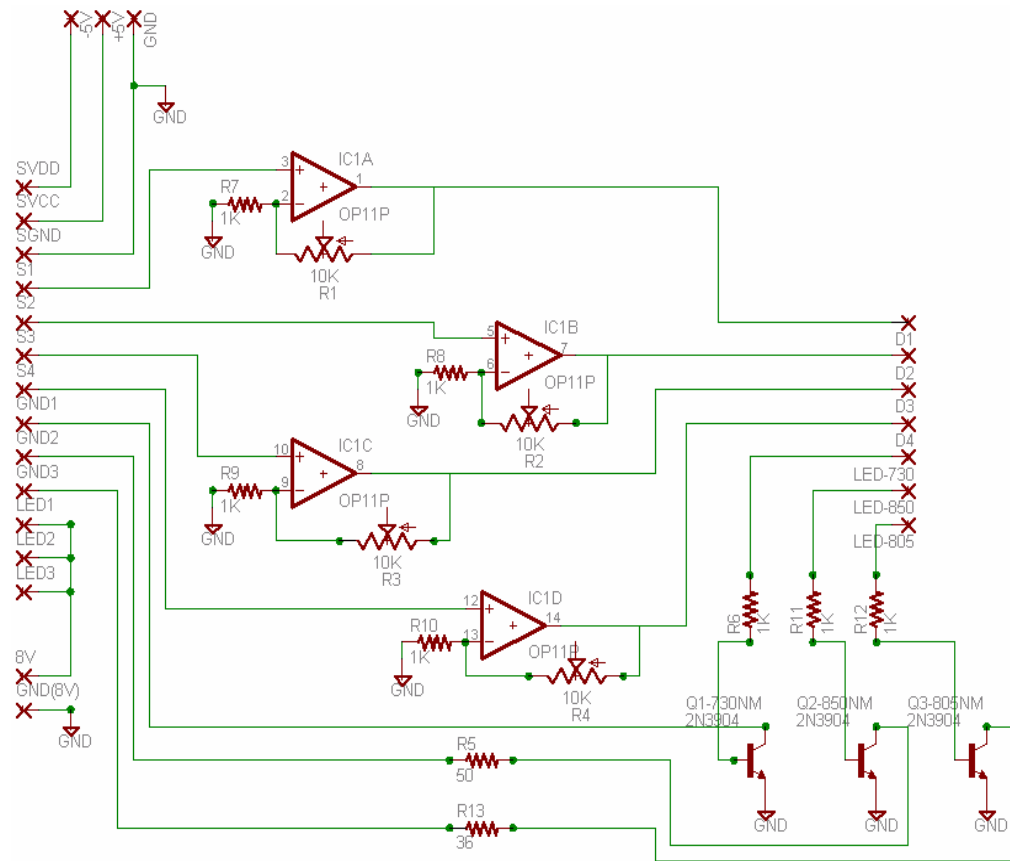 -5V
+5V
GND
GND
SVDD
SVCC
SGND
S1
S2
S3
S4
GND1
GND2
GND3
LED1
LED2
LED3
8V
GND(8V)
GND
3
2
1
+
−
+
IC1A
OP11P
R7
1K
GND
10K
R1
5
6
7
+
−
+
IC1B
OP11P
R8
1K
GND
10K
R2
10
9
8
+
−
+
IC1C
OP11P
R9
1K
GND
10K
R3
12
13
14
+
−
+
IC1D
OP11P
R10
1K
GND
10K
R4
D1
D2
D3
D4
LED-730
LED-850
LED-805
R6
1K
R11
1K
R12
1K
Q1-730NM
2N3904
Q2-850NM
2N3904
Q3-805NM
2N3904
GND
GND
GND
R5
50
R13
36